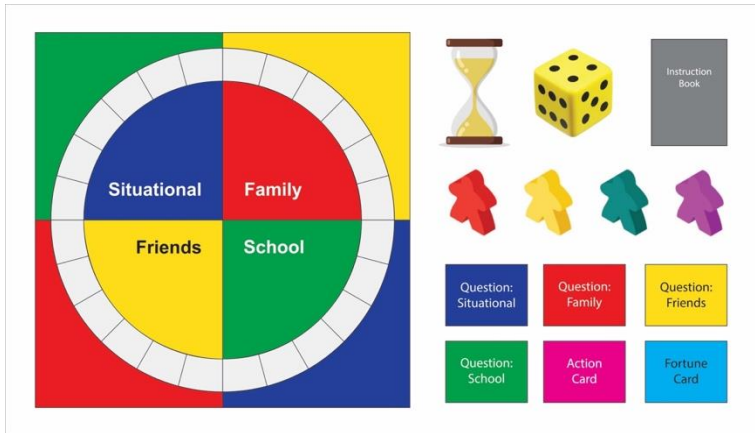 Situational
Family
Friends
School
Instruction
Book
Question:
Situational
Question:
Family
Question:
Friends
Question:
School
Action
Card
Fortune
Card